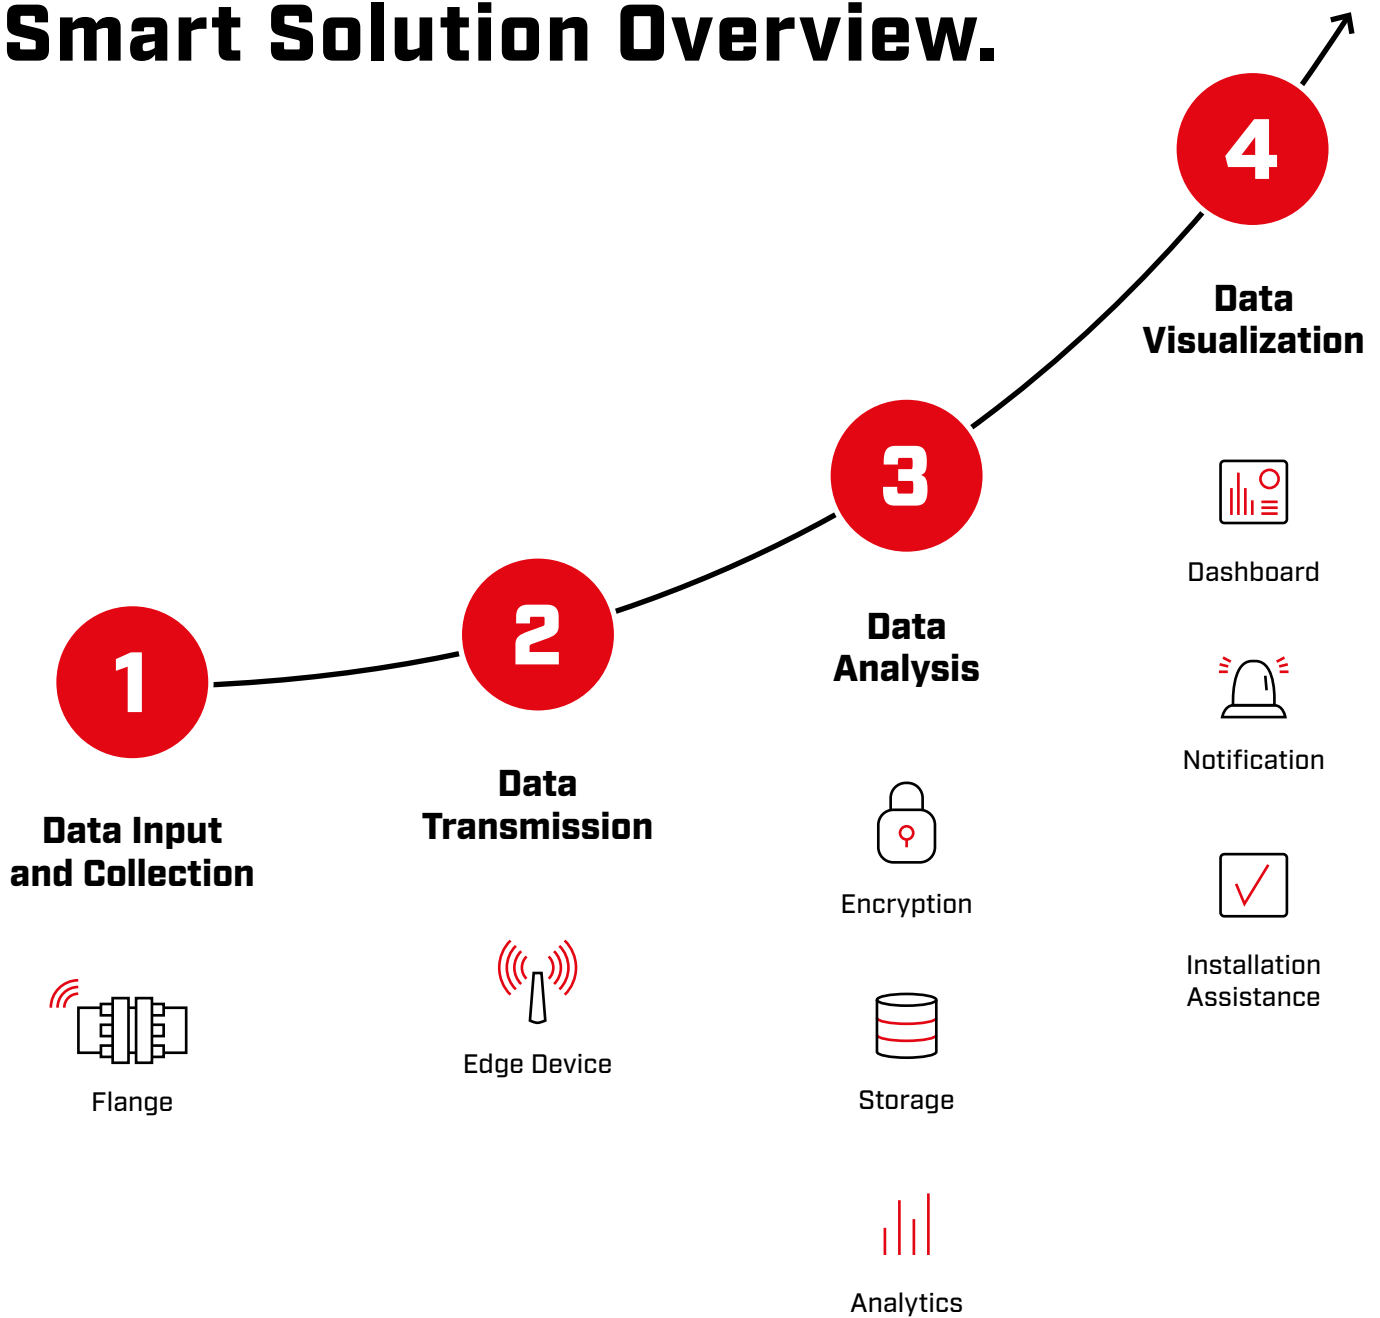 Smart Solution Overview.
1
Data Input
and Collection
Flange
2
Data
Transmission
Edge Device
3
Data
Analysis
Encryption
Storage
Analytics
4
Data
Visualization
Dashboard
Notification
Installation
Assistance